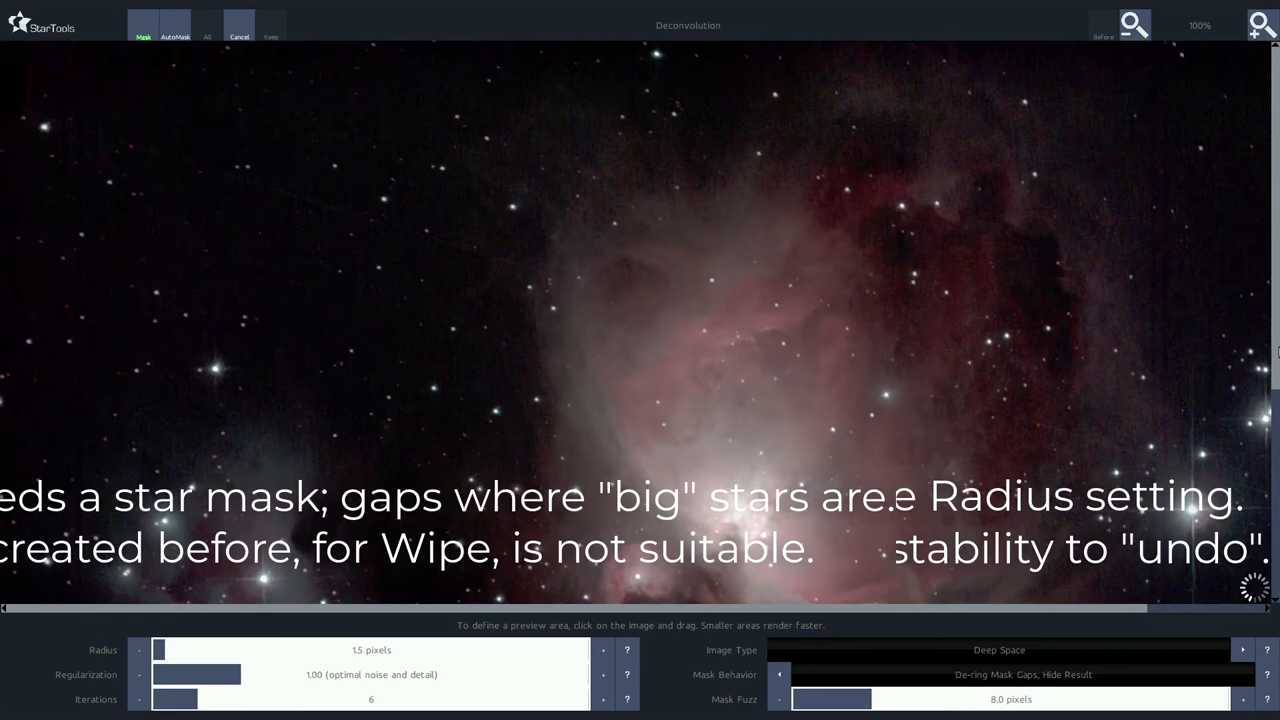 StarTools
Mask
AutoMask
All
Cancel
Keep
Deconvolution
Before
100%
eds a star mask; gaps where "big" stars are.
e Radius setting.
created before, for Wipe, is not suitable.
stability to "undo".
To define a preview area, click on the image and drag. Smaller areas render faster.
Radius - 1.5 pixels + ?
Regularization - 1.00 (optimal noise and detail) + ?
Iterations - 6 + ?
Image Type Deep Space ?
Mask Behavior De-ring Mask Gaps, Hide Result ?
Mask Fuzz - 8.0 pixels + ?